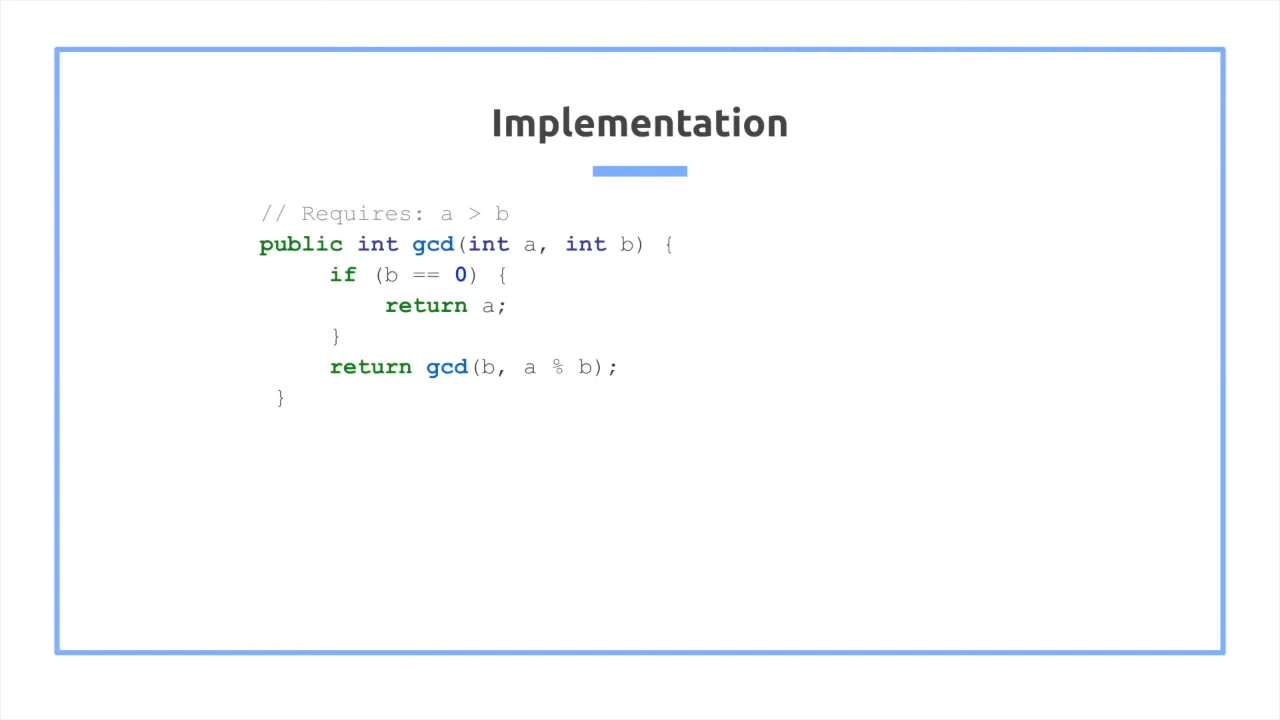 Implementation
// Requires: a > b
public int gcd(int a, int b) {
if (b == 0) {
return a;
}
return gcd(b, a % b);
}